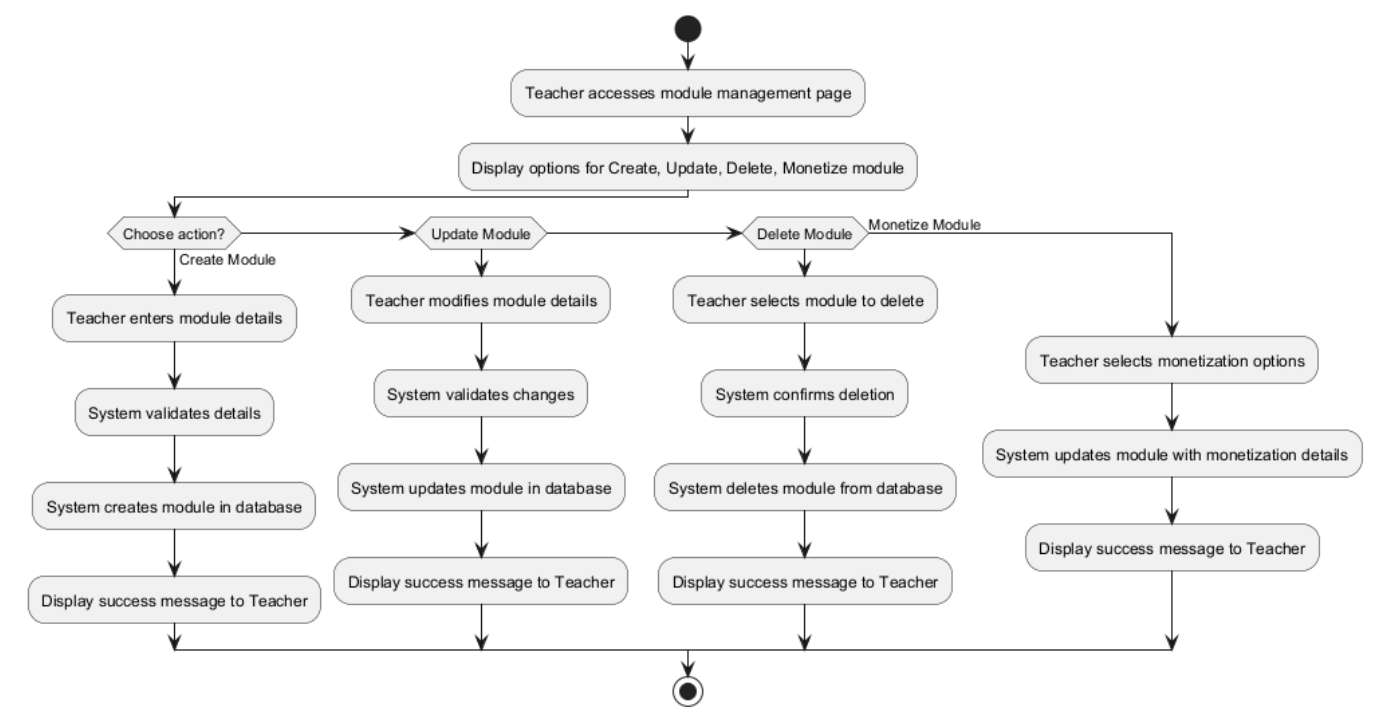 Teacher accesses module management page
Display options for Create, Update, Delete, Monetize module
Choose action?
Create Module
Update Module
Delete Module
Monetize Module
Teacher enters module details
System validates details
System creates module in database
Display success message to Teacher
Teacher modifies module details
System validates changes
System updates module in database
Display success message to Teacher
Teacher selects module to delete
System confirms deletion
System deletes module from database
Display success message to Teacher
Teacher selects monetization options
System updates module with monetization details
Display success message to Teacher